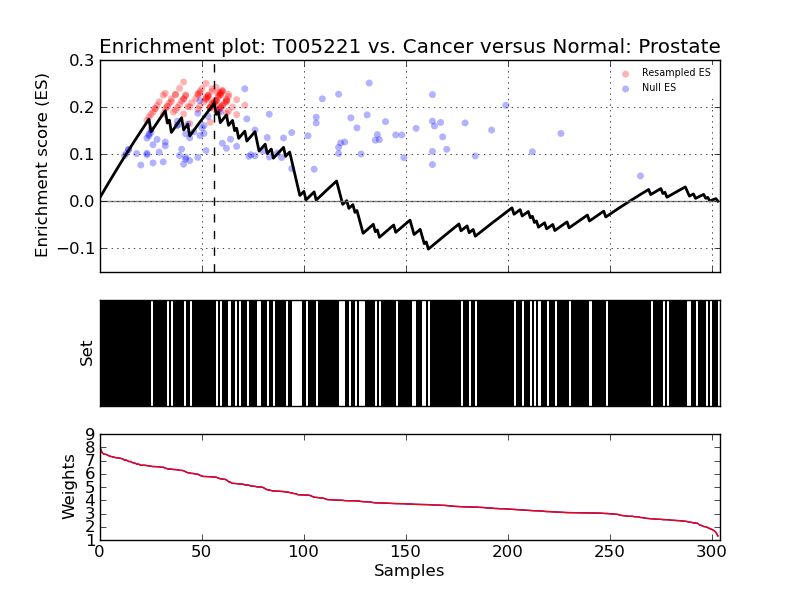 Enrichment plot: T005221 vs. Cancer versus Normal: Prostate
Enrichment score (ES)
0.3
0.2
0.1
0.0
−0.1
Resampled ES
Null ES
Set
Weights
9
8
7
6
5
4
3
2
1
0 50 100 150 200 250 300
Samples